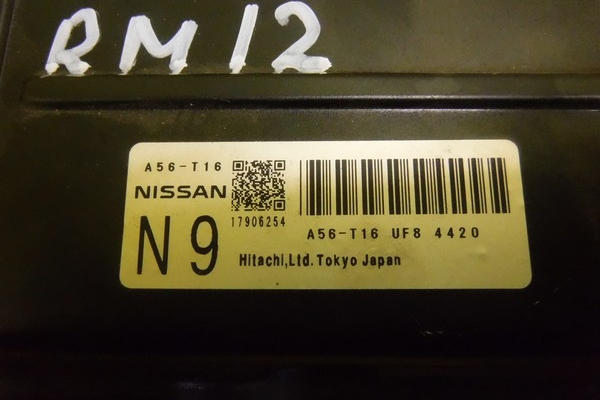 RM12
A56-T16
NISSAN
17906254
N9
A56-T16 UF8 4420
Hitachi,Ltd.Tokyo Japan